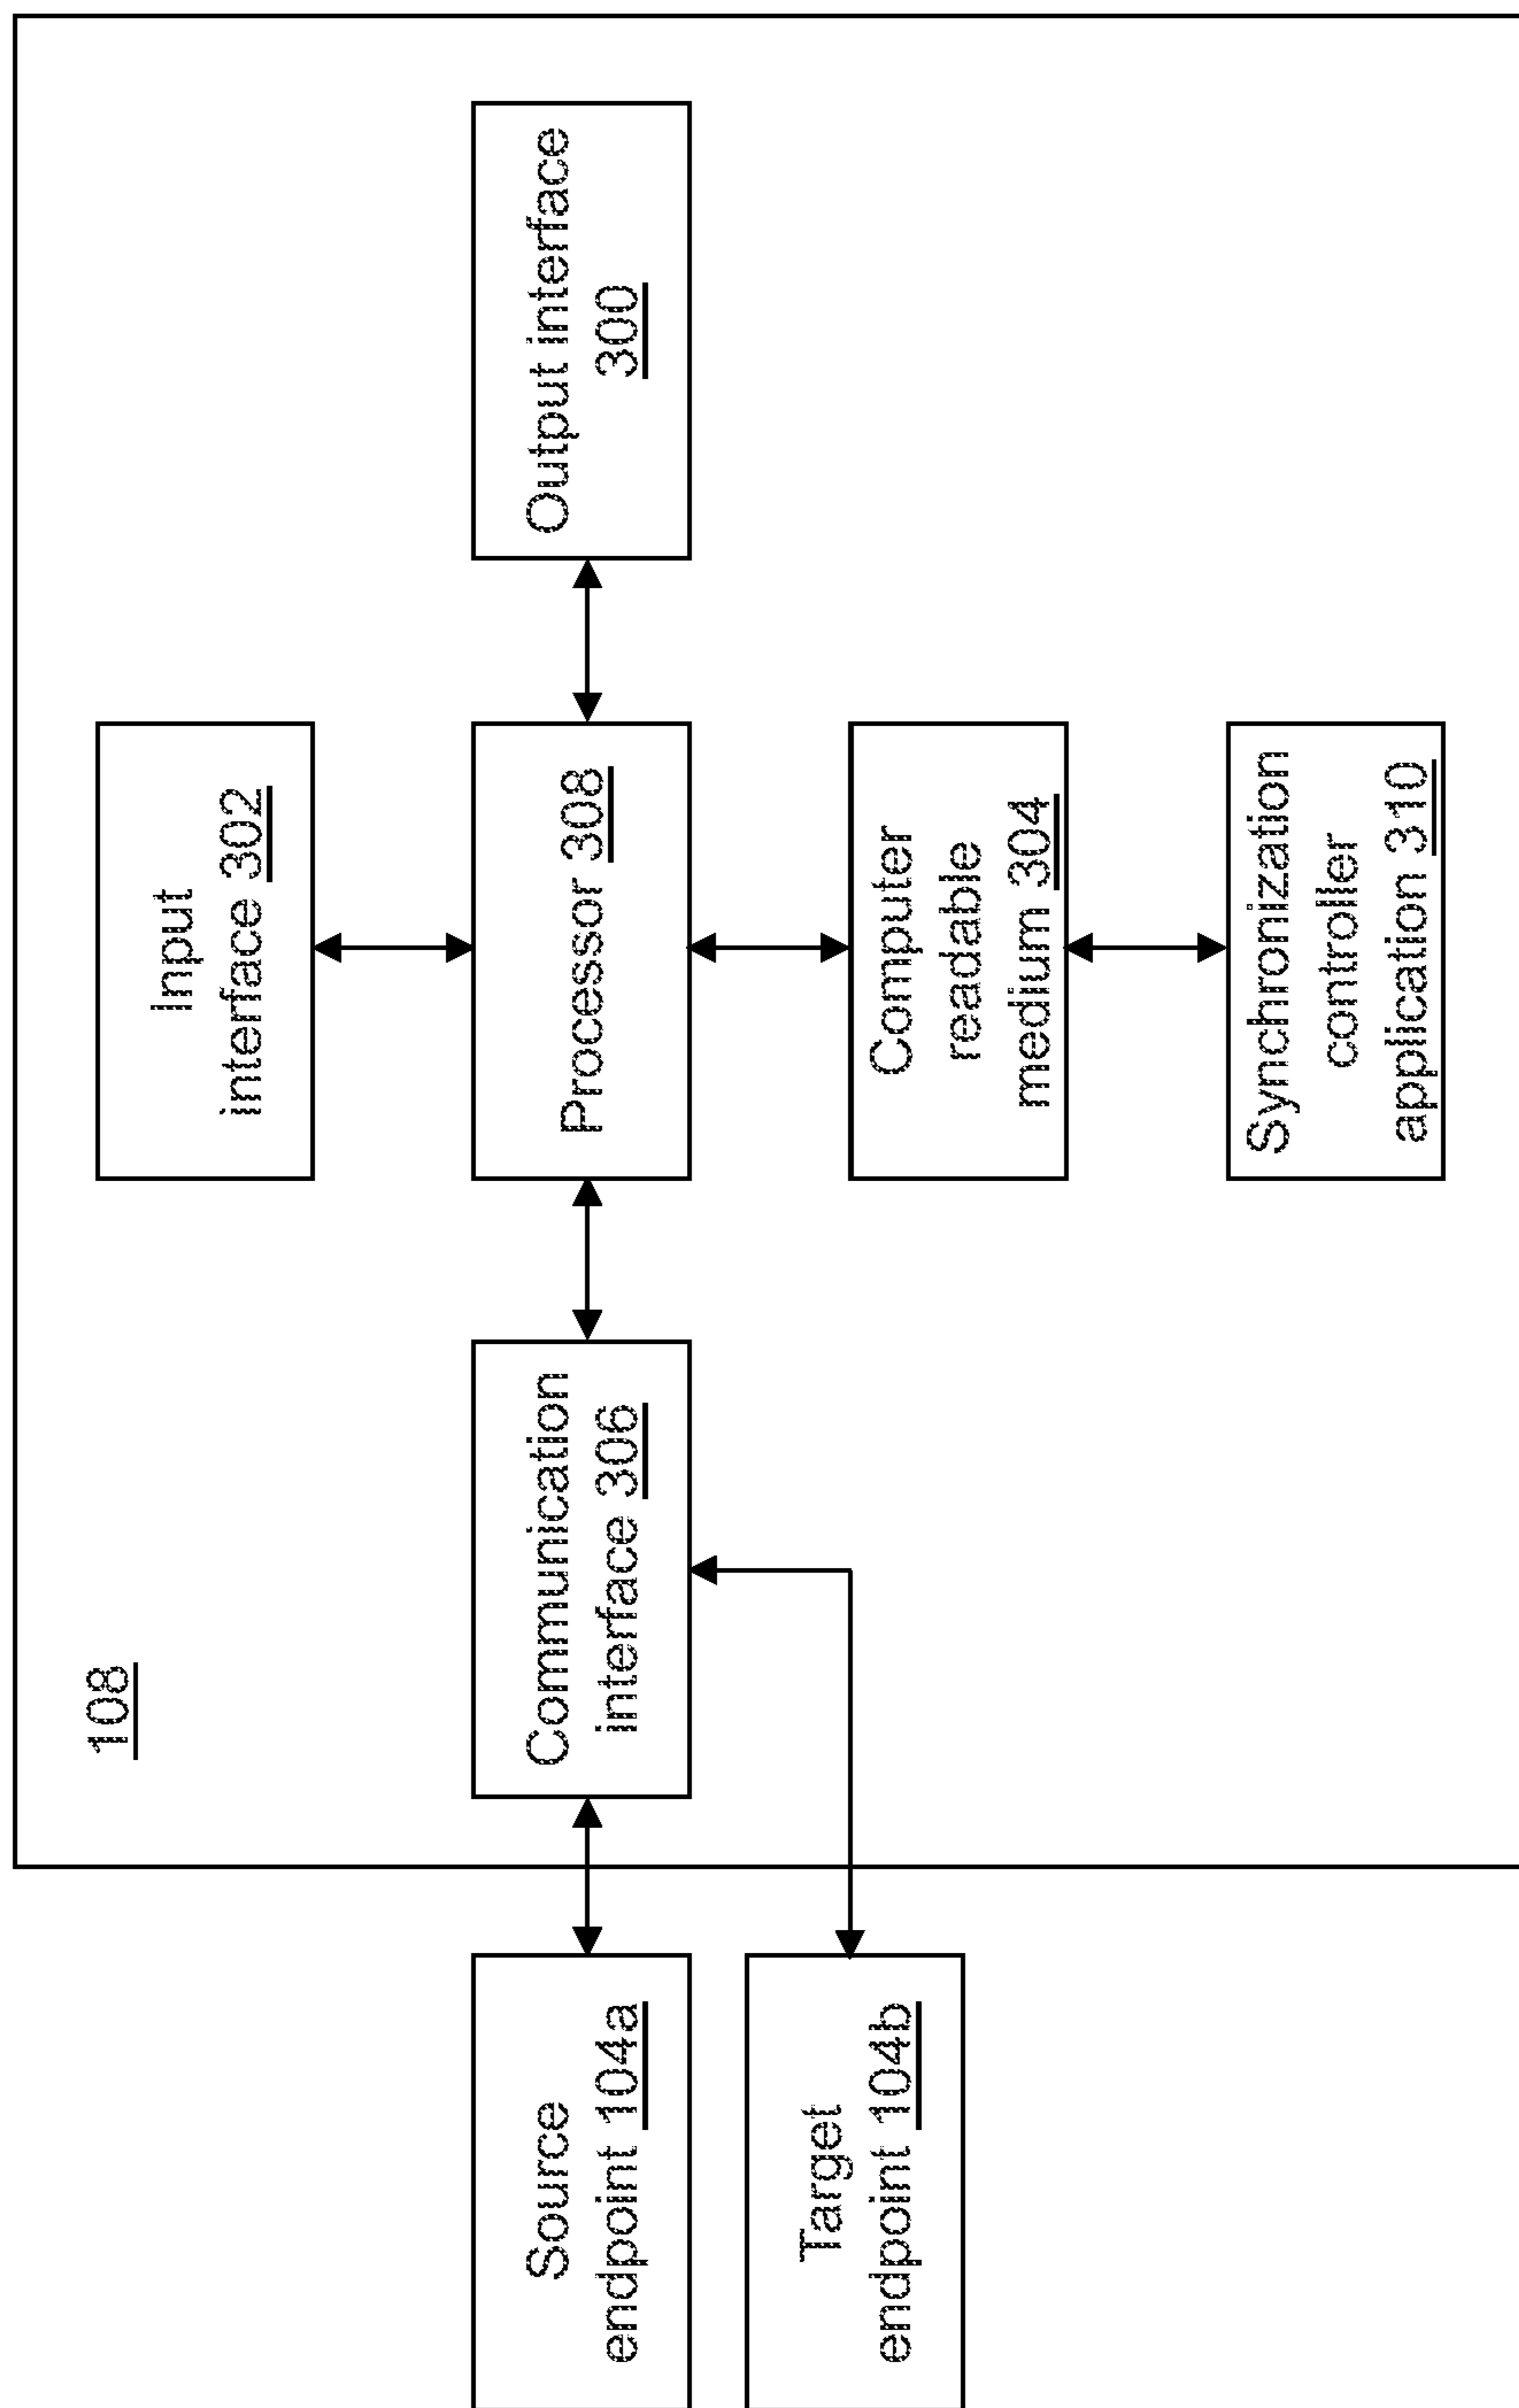 108
Input
interface 302
Source
endpoint 104a
Communication
interface 306
Processor 308
Output interface
300
Target
endpoint 104b
Computer
readable
medium 304
Synchronization
controller
application 310